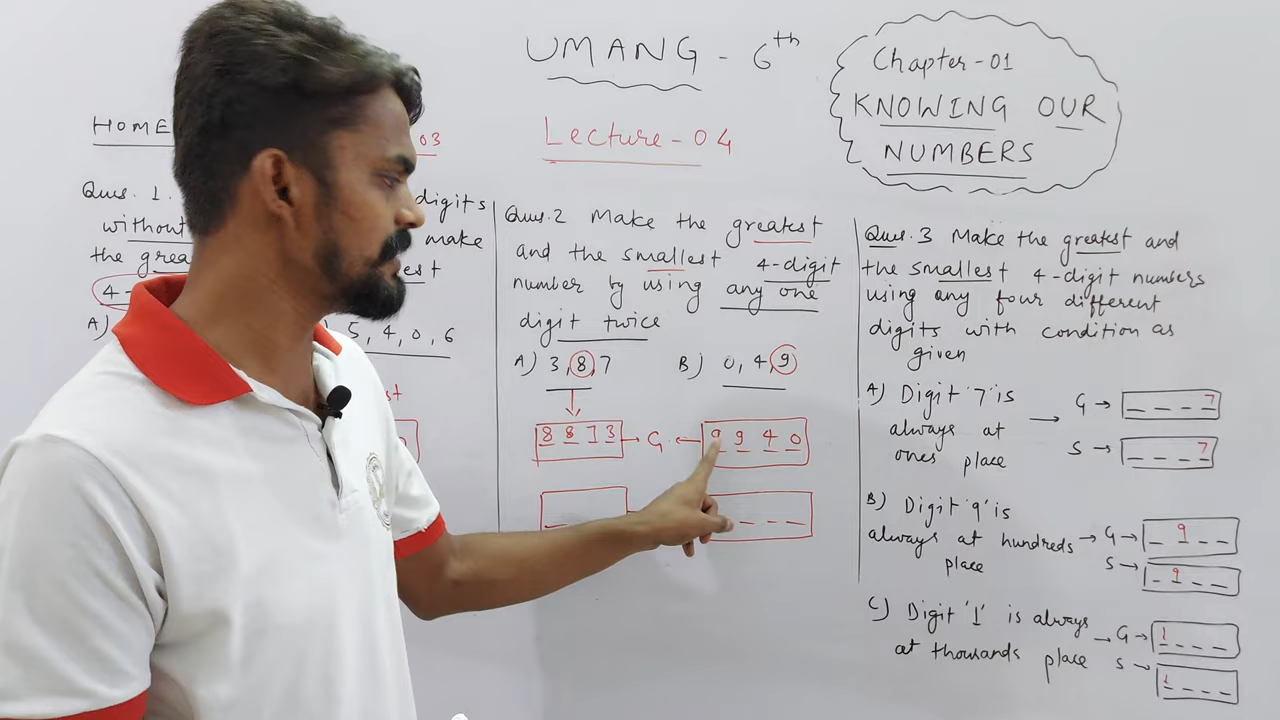 UMANG - 6th
Chapter-01
KNOWING OUR
NUMBERS
Lecture-04
HOME
03
Ques. 1.
digits
without
make
the
est
4-
A)
5, 4, 0, 6
Ques.2 Make the greatest
and the smallest 4-digit
number by using any one
digit twice
A) 3,8,7
B) 0,4,9
8 8 7 3 → G ← 9 9 4 0
Ques.3 Make the greatest and
the smallest 4-digit numbers
using any four different
digits with condition as
given
A) Digit '7' is
always at
ones place
→ G → _ _ _ 7
S → _ _ _ 7
B) Digit '9' is
always at hundreds
place
→ G → _ 9 _ _
S → _ 9 _ _
C) Digit '1' is always
at thousands place
→ G → 1 _ _ _
S → 1 _ _ _